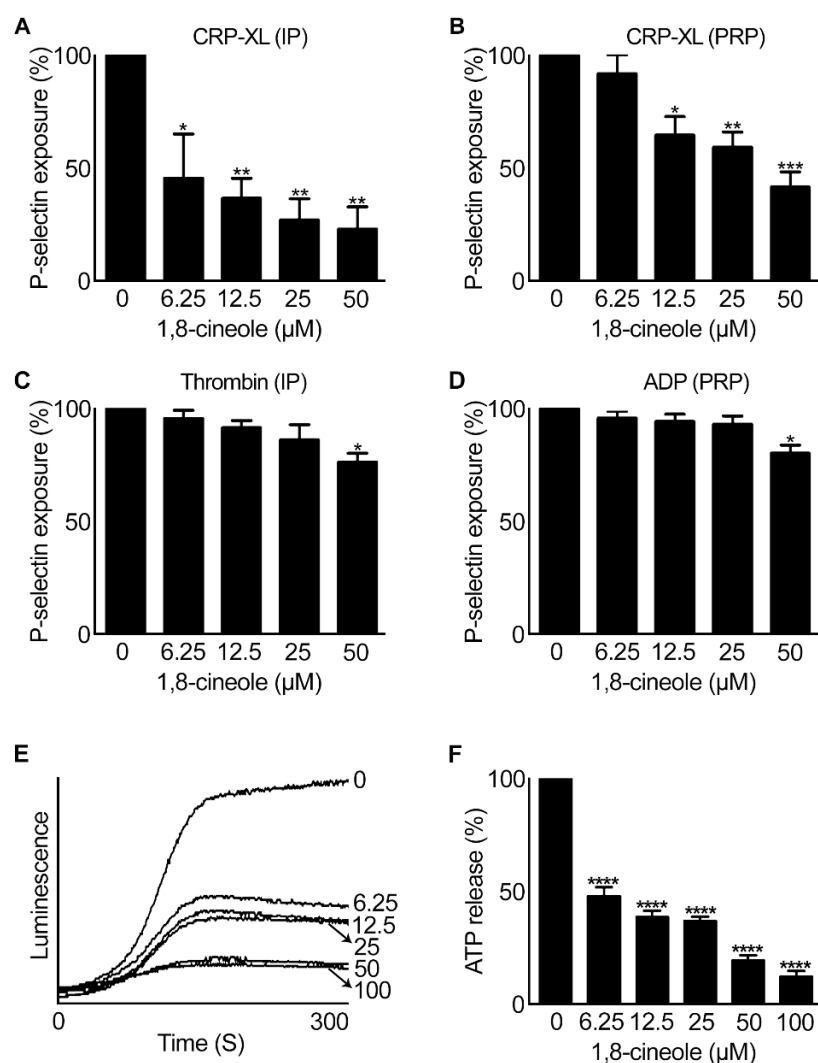 A
CRP-XL (IP)
P-selectin exposure (%)
100
50
0
*
**
**
**
0 6.25 12.5 25 50
1,8-cineole (µM)
B
CRP-XL (PRP)
P-selectin exposure (%)
100
50
0
*
**
***
0 6.25 12.5 25 50
1,8-cineole (µM)
C
Thrombin (IP)
P-selectin exposure (%)
100
50
0
*
0 6.25 12.5 25 50
1,8-cineole (µM)
D
ADP (PRP)
P-selectin exposure (%)
100
50
0
*
0 6.25 12.5 25 50
1,8-cineole (µM)
E
Luminescence
0
6.25
12.5
25
50
100
0 300
Time (S)
F
ATP release (%)
100
50
0
****
****
****
****
****
0 6.25 12.5 25 50 100
1,8-cineole (µM)